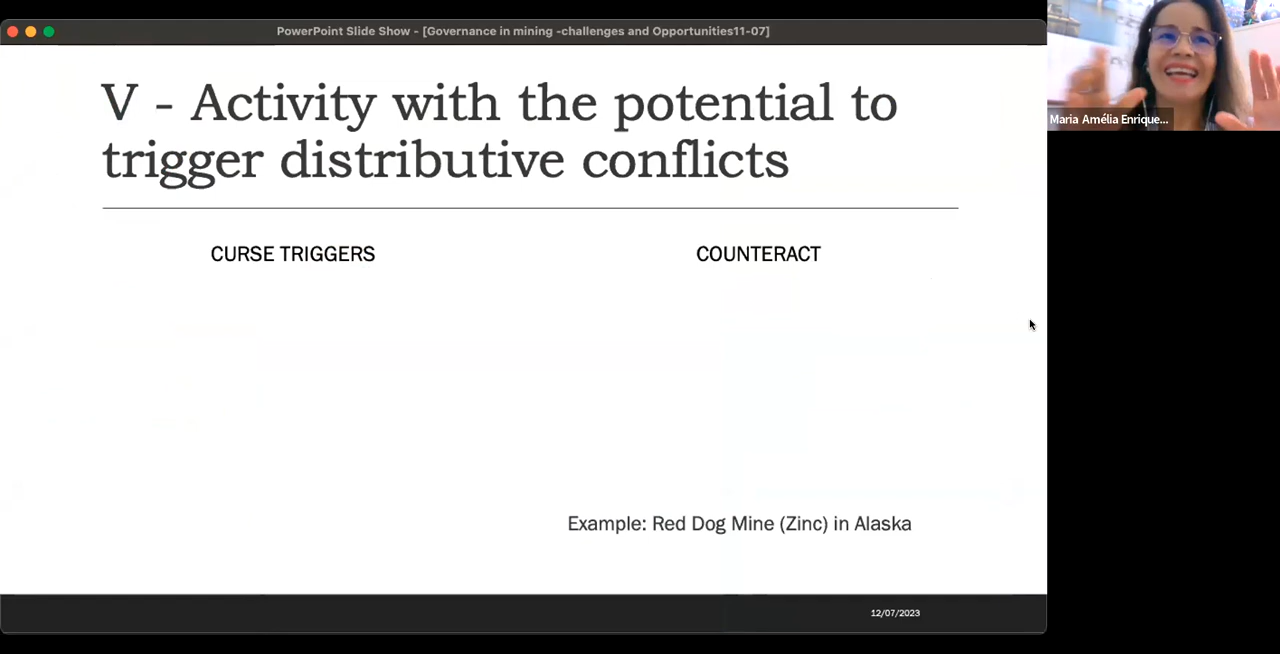 PowerPoint Slide Show - [Governance in mining -challenges and Opportunities11-07]
Maria Amélia Enrique...
V - Activity with the potential to
trigger distributive conflicts
CURSE TRIGGERS
COUNTERACT
Example: Red Dog Mine (Zinc) in Alaska
12/07/2023